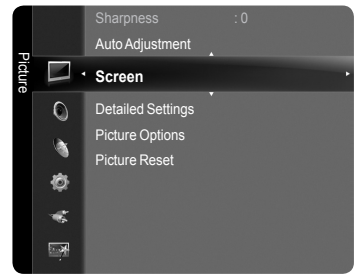 Picture
Sharpness : 0
Auto Adjustment
Screen
Detailed Settings
Picture Options
Picture Reset